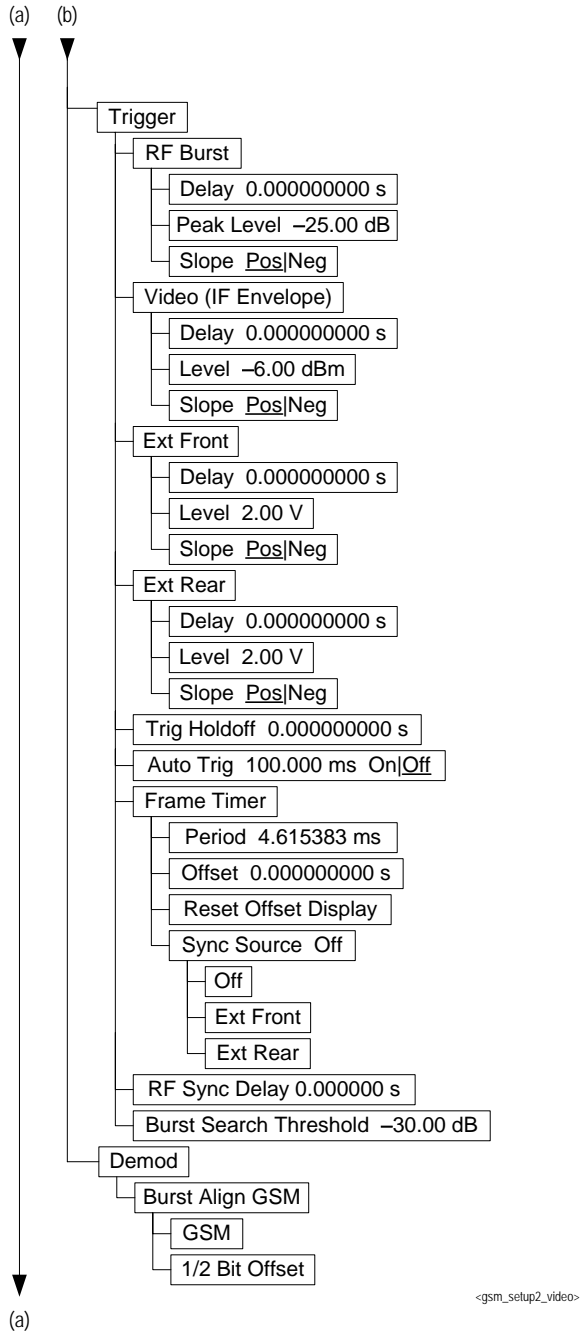 (a) (b)
Trigger
RF Burst
Delay 0.000000000 s
Peak Level –25.00 dB
Slope Pos|Neg
Video (IF Envelope)
Delay 0.000000000 s
Level –6.00 dBm
Slope Pos|Neg
Ext Front
Delay 0.000000000 s
Level 2.00 V
Slope Pos|Neg
Ext Rear
Delay 0.000000000 s
Level 2.00 V
Slope Pos|Neg
Trig Holdoff 0.000000000 s
Auto Trig 100.000 ms On|Off
Frame Timer
Period 4.615383 ms
Offset 0.000000000 s
Reset Offset Display
Sync Source Off
Off
Ext Front
Ext Rear
RF Sync Delay 0.000000 s
Burst Search Threshold –30.00 dB
Demod
Burst Align GSM
GSM
1/2 Bit Offset
<gsm_setup2_video>
(a)